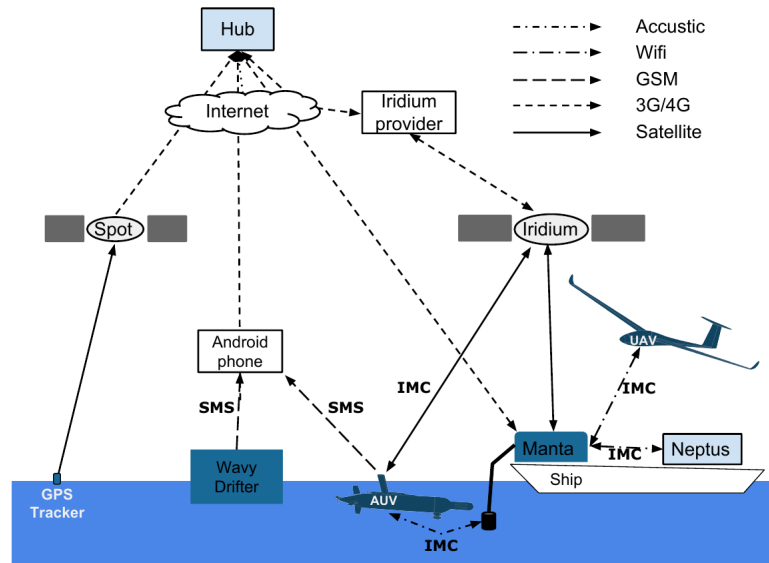 Hub
Accustic
Wifi
GSM
3G/4G
Satellite
Internet
Iridium
provider
Spot
Iridium
UAV
Android
phone
SMS
SMS
IMC
IMC
Manta
IMC
Neptus
Wavy
Drifter
Ship
GPS
Tracker
AUV
IMC